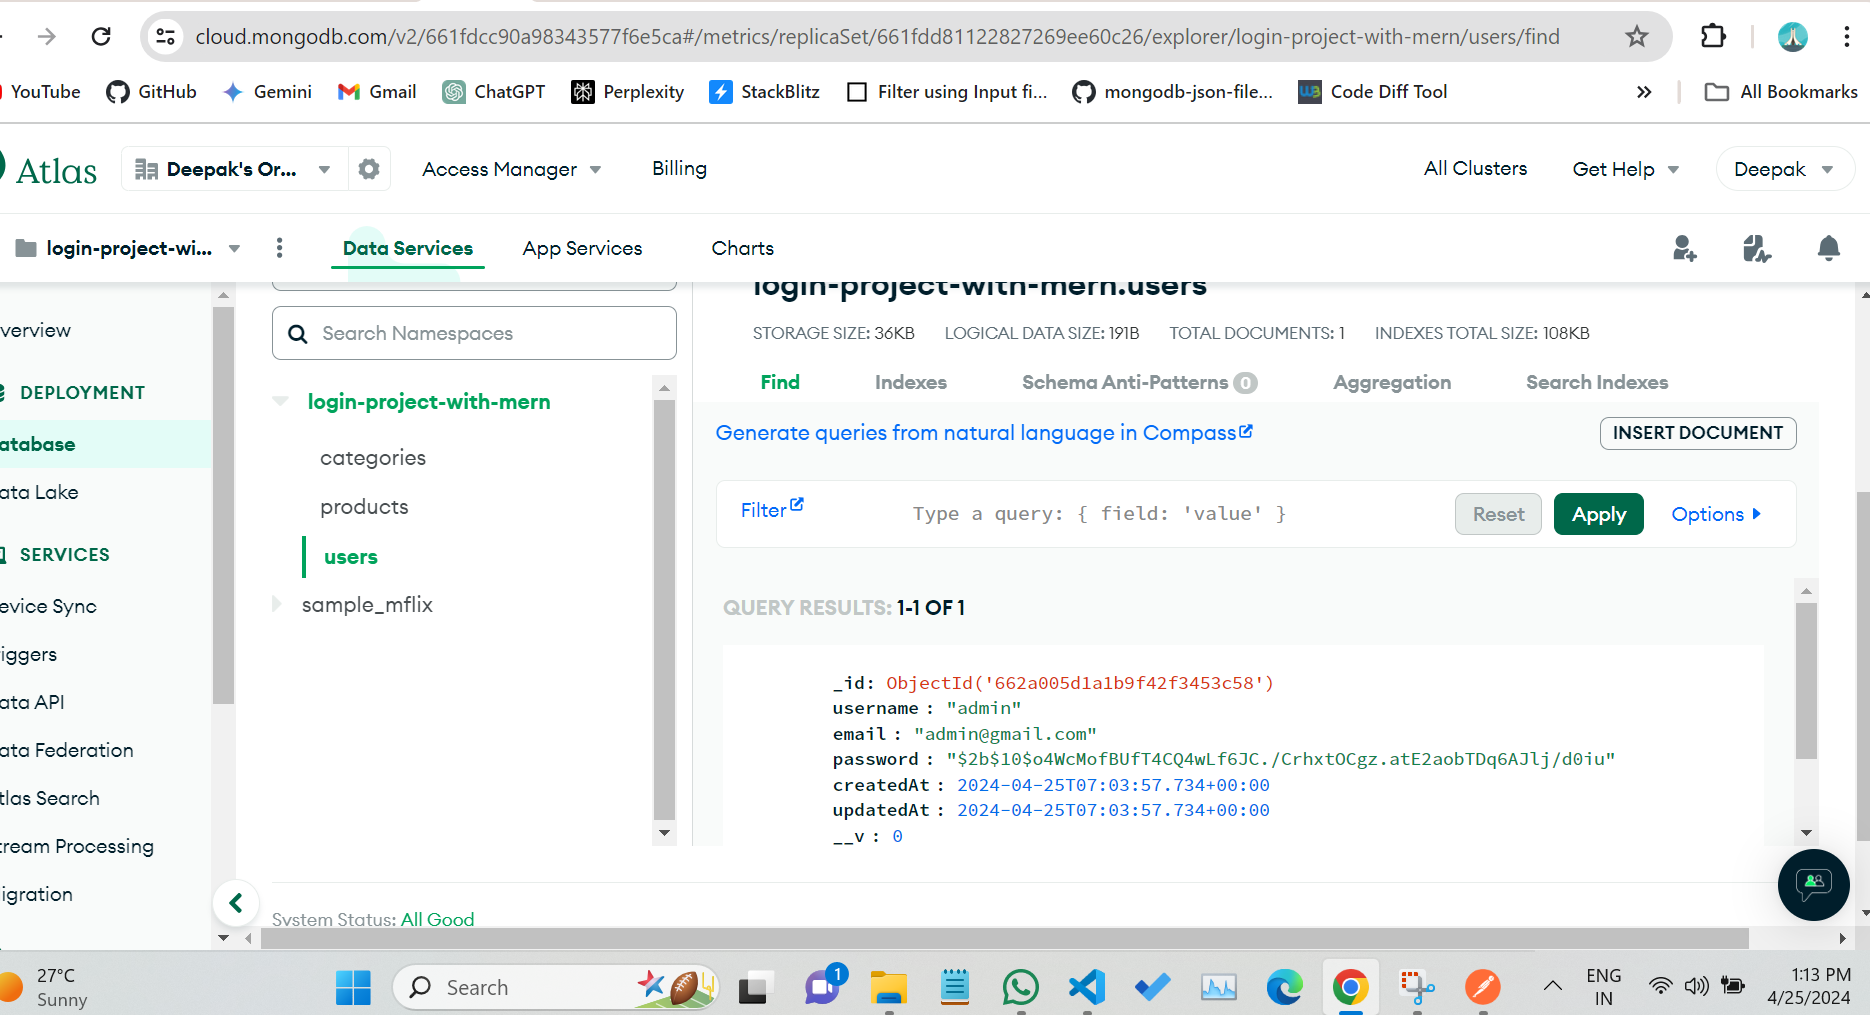 cloud.mongodb.com/v2/661fdcc90a98343577f6e5ca#/metrics/replicaSet/661fdd81122827269ee60c26/explorer/login-project-with-mern/users/find
YouTube GitHub Gemini Gmail ChatGPT Perplexity StackBlitz Filter using Input fi... mongodb-json-file... Code Diff Tool » All Bookmarks
Atlas Deepak's Or... Access Manager Billing All Clusters Get Help Deepak
login-project-wi... Data Services App Services Charts
verview
DEPLOYMENT
atabase
ata Lake
SERVICES
evice Sync
iggers
ata API
ata Federation
tlas Search
tream Processing
igration
Search Namespaces
login-project-with-mern
categories
products
users
sample_mflix
login-project-with-mern.users
STORAGE SIZE: 36KB LOGICAL DATA SIZE: 191B TOTAL DOCUMENTS: 1 INDEXES TOTAL SIZE: 108KB
Find Indexes Schema Anti-Patterns 0 Aggregation Search Indexes
Generate queries from natural language in Compass
INSERT DOCUMENT
Filter Type a query: { field: 'value' } Reset Apply Options
QUERY RESULTS: 1-1 OF 1
_id: ObjectId('662a005d1a1b9f42f3453c58')
username : "admin"
email : "admin@gmail.com"
password : "$2b$10$o4WcMofBUfT4CQ4wLf6JC./CrhxtOCgz.atE2aobTDq6AJlj/d0iu"
createdAt : 2024-04-25T07:03:57.734+00:00
updatedAt : 2024-04-25T07:03:57.734+00:00
__v : 0
System Status: All Good
27°C
Sunny
Search
1
ENG
IN
1:13 PM
4/25/2024